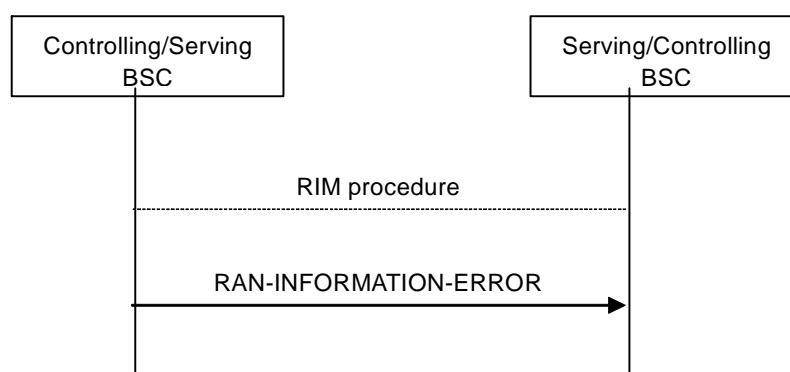 Controlling/Serving
BSC
Serving/Controlling
BSC
RIM procedure
RAN-INFORMATION-ERROR